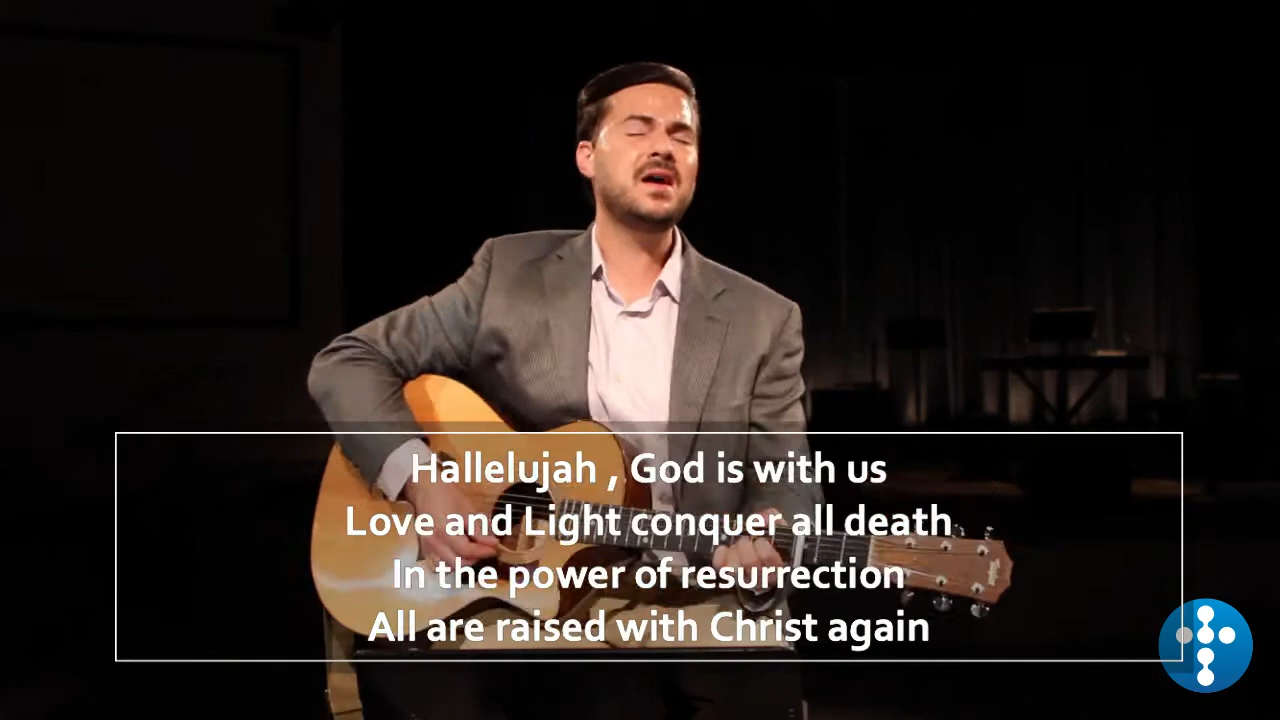 Hallelujah , God is with us
Love and Light conquer all death
In the power of resurrection
All are raised with Christ again